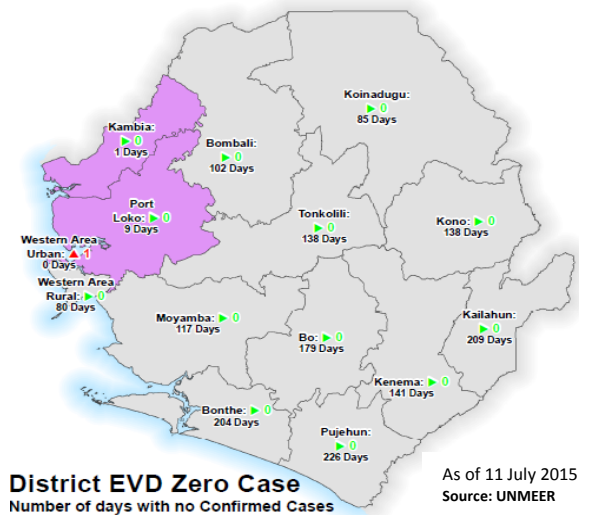 Koinadugu:
0
85 Days
Kambia:
0
1 Days
Bombali:
0
102 Days
Port
Loko: 0
9 Days
Tonkolili:
0
138 Days
Kono: 0
138 Days
Western Area
Urban: 1
0 Days
Western Area
Rural: 0
80 Days
Moyamba: 0
117 Days
Bo: 0
179 Days
Kailahun:
0
209 Days
Kenema: 0
141 Days
Bonthe: 0
204 Days
Pujehun:
0
226 Days
District EVD Zero Case
Number of days with no Confirmed Cases
As of 11 July 2015
Source: UNMEER